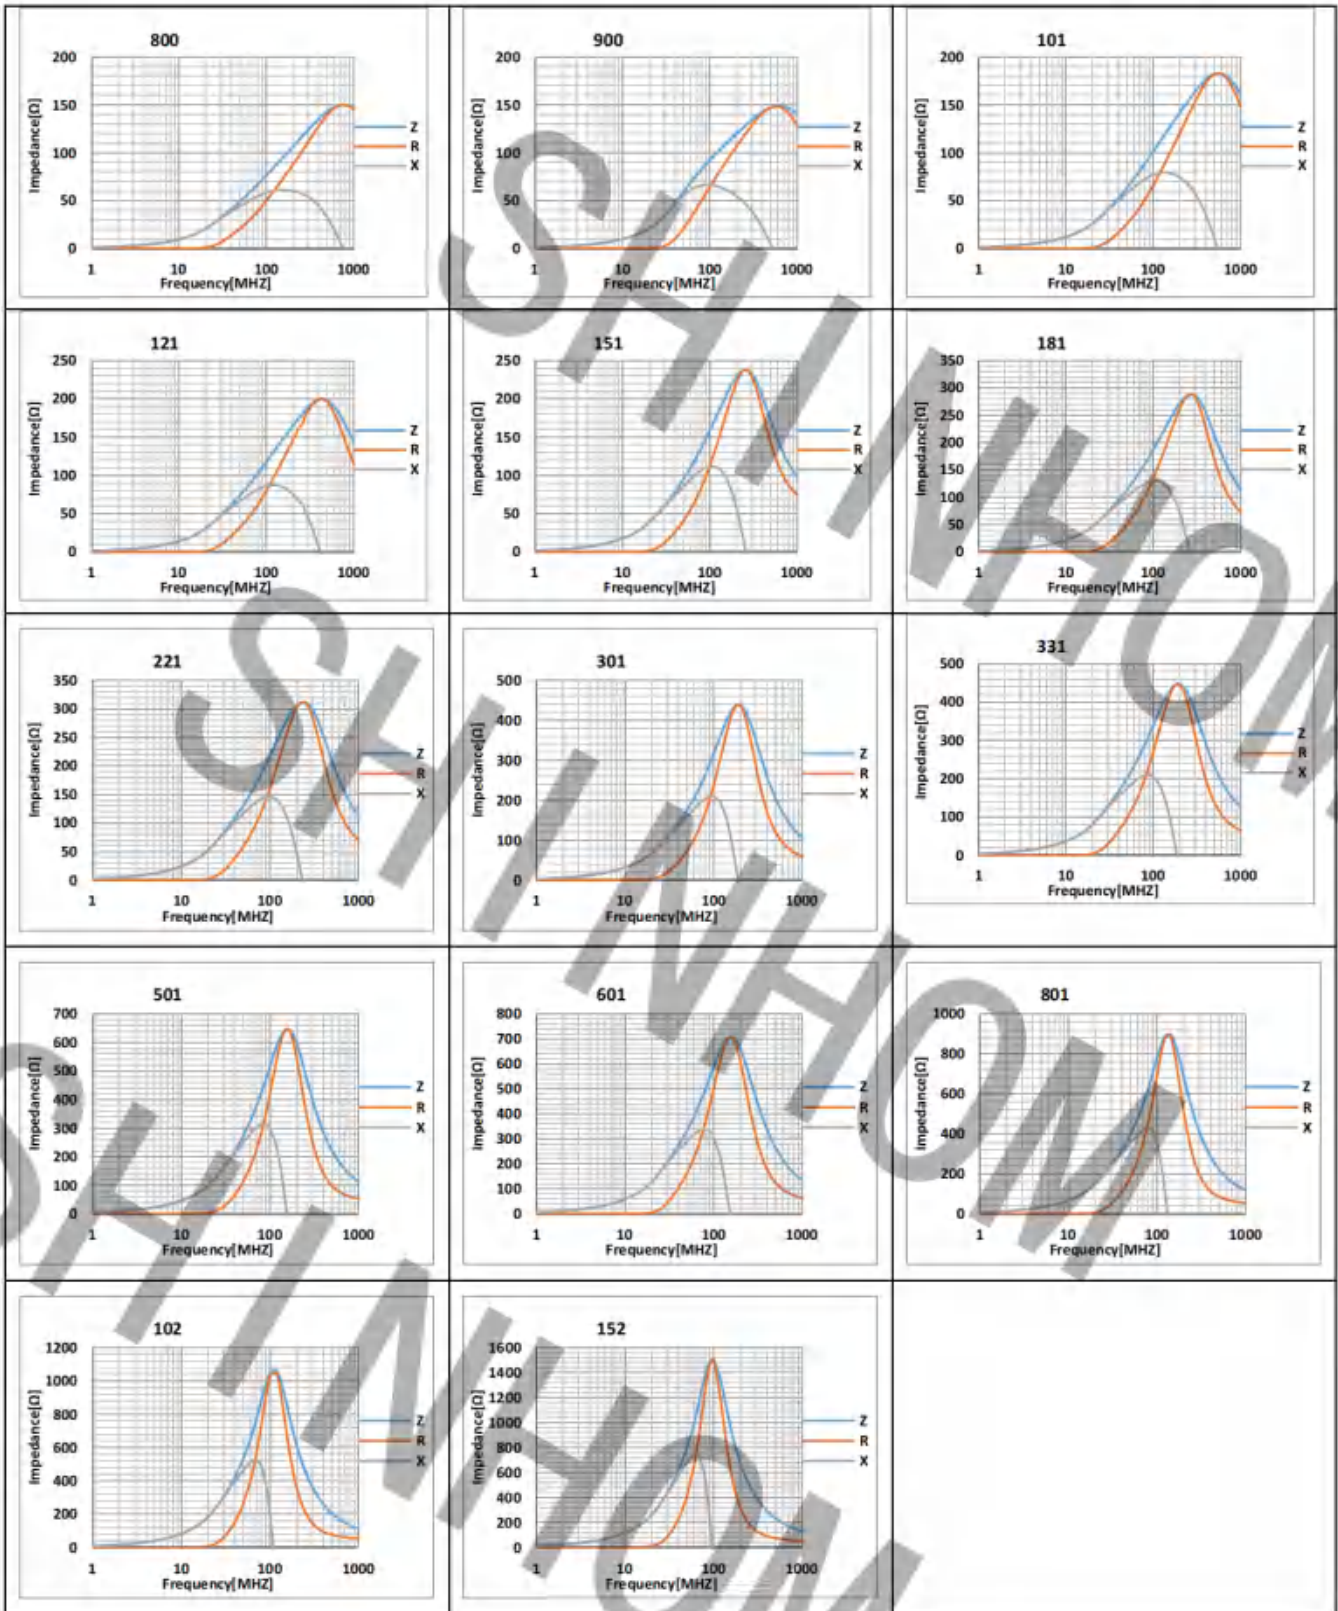 800
200
150
100
50
0
Impedance[Ω]
1 10 100 1000
Frequency[MHZ]
Z
R
X
900
200
150
100
50
0
Impedance[Ω]
1 10 100 1000
Frequency[MHZ]
Z
R
X
101
200
150
100
50
0
Impedance[Ω]
1 10 100 1000
Frequency[MHZ]
Z
R
X
121
250
200
150
100
50
0
Impedance[Ω]
1 10 100 1000
Frequency[MHZ]
Z
R
X
151
250
200
150
100
50
0
Impedance[Ω]
1 10 100 1000
Frequency[MHZ]
Z
R
X
181
350
300
250
200
150
100
50
0
Impedance[Ω]
1 10 100 1000
Frequency[MHZ]
Z
R
X
221
350
300
250
200
150
100
50
0
Impedance[Ω]
1 10 100 1000
Frequency[MHZ]
Z
R
X
301
500
400
300
200
100
0
Impedance[Ω]
1 10 100 1000
Frequency[MHZ]
Z
R
X
331
500
400
300
200
100
0
Impedance[Ω]
1 10 100 1000
Frequency[MHZ]
Z
R
X
501
700
600
500
400
300
200
100
0
Impedance[Ω]
1 10 100 1000
Frequency[MHZ]
Z
R
X
601
800
700
600
500
400
300
200
100
0
Impedance[Ω]
1 10 100 1000
Frequency[MHZ]
Z
R
X
801
1000
800
600
400
200
0
Impedance[Ω]
1 10 100 1000
Frequency[MHZ]
Z
R
X
102
1200
1000
800
600
400
200
0
Impedance[Ω]
1 10 100 1000
Frequency[MHZ]
Z
R
X
152
1600
1400
1200
1000
800
600
400
200
0
Impedance[Ω]
1 10 100 1000
Frequency[MHZ]
Z
R
X
SHINHOM
SHINHOM
SHINHOM